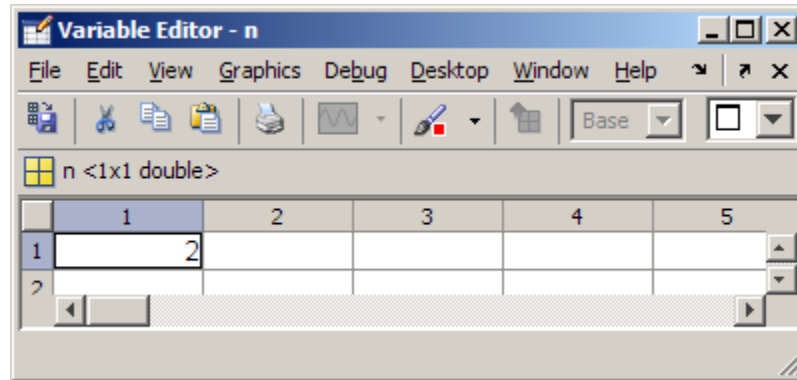 Variable Editor - n
File Edit View Graphics Debug Desktop Window Help
Base
n <1x1 double>
1 2 3 4 5
1 2
2